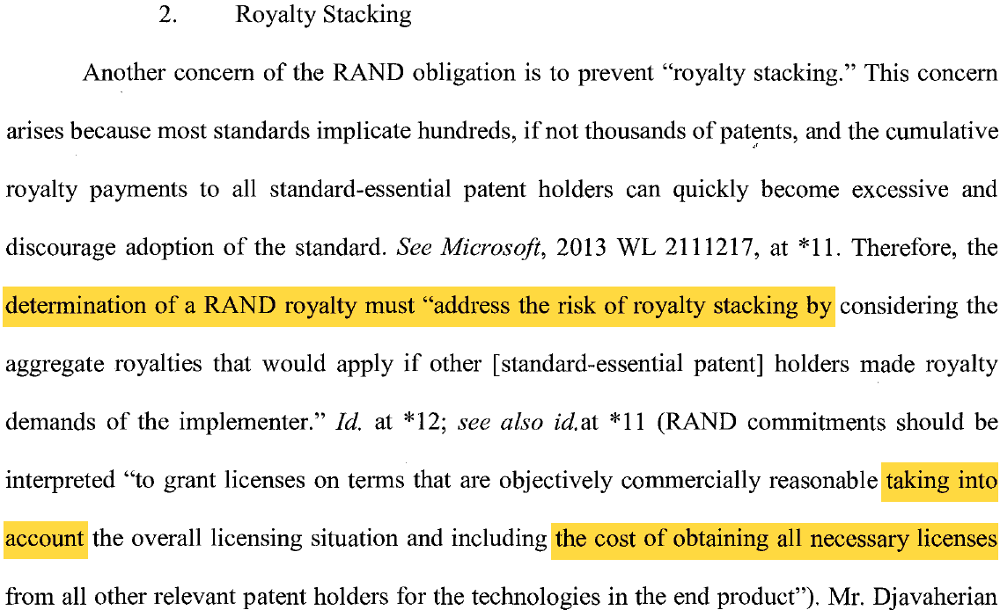 2. Royalty Stacking
Another concern of the RAND obligation is to prevent “royalty stacking.” This concern
arises because most standards implicate hundreds, if not thousands of patents, and the cumulative
royalty payments to all standard-essential patent holders can quickly become excessive and
discourage adoption of the standard. See Microsoft, 2013 WL 2111217, at *11. Therefore, the
determination of a RAND royalty must “address the risk of royalty stacking by considering the
aggregate royalties that would apply if other [standard-essential patent] holders made royalty
demands of the implementer.” Id. at *12; see also id.at *11 (RAND commitments should be
interpreted “to grant licenses on terms that are objectively commercially reasonable taking into
account the overall licensing situation and including the cost of obtaining all necessary licenses
from all other relevant patent holders for the technologies in the end product”). Mr. Djavaherian